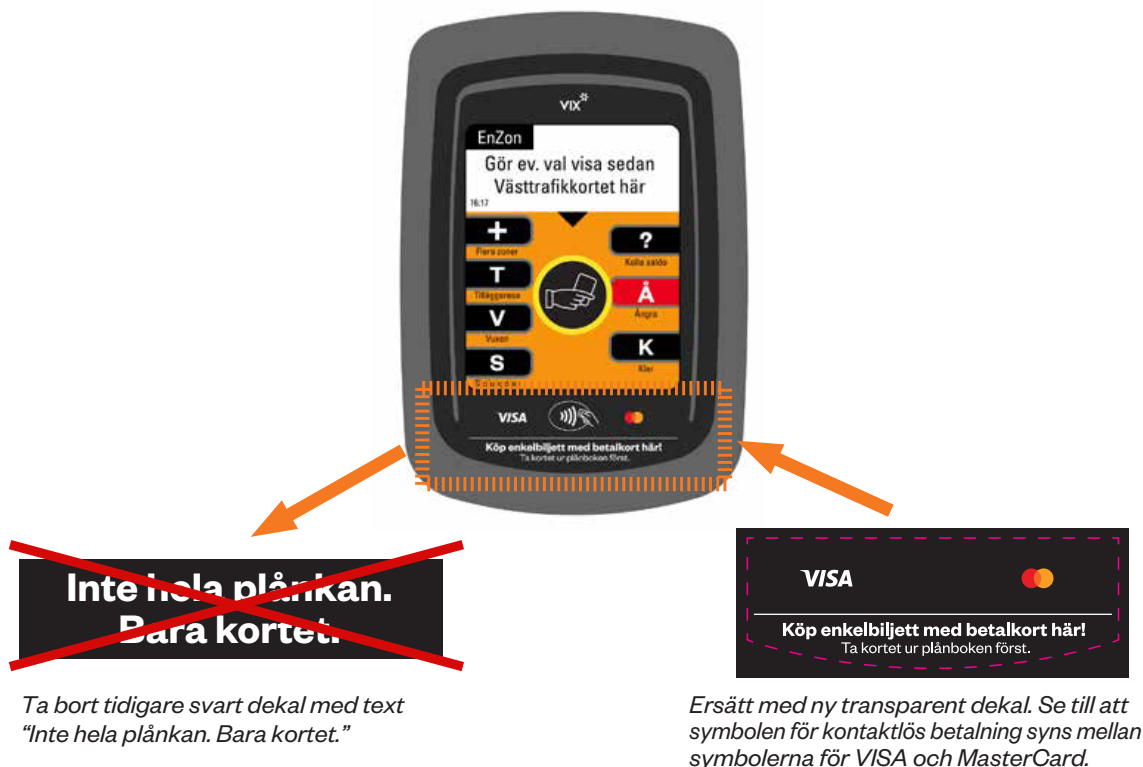 vix
EnZon
Gör ev. val visa sedan
Västtrafikkortet här
16:17
+
Flera zoner
T
Tilläggsresa
V
Vuxen
S
?
Kolla saldo
Å
Ångra
K
Klar
VISA
Köp enkelbiljett med betalkort här!
Ta kortet ur plånboken först.
Inte hela plånkan.
Bara kortet.
Ta bort tidigare svart dekal med text
“Inte hela plånkan. Bara kortet.”
VISA
Köp enkelbiljett med betalkort här!
Ta kortet ur plånboken först.
Ersätt med ny transparent dekal. Se till att
symbolen för kontaktlös betalning syns mellan
symbolerna för VISA och MasterCard.